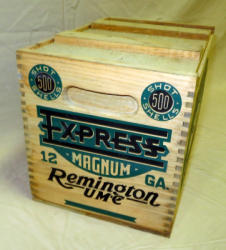 SHOT 500 SHELLS
SHOT 500 SHELLS
EXPRESS
MAGNUM
12 GA.
Remington
UMC